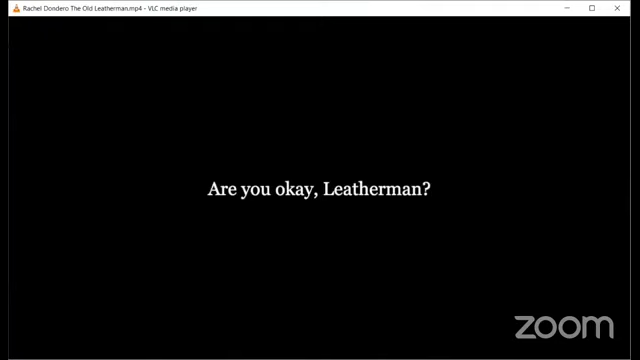 Rachel Dondero The Old Leatherman.mp4 - VLC media player
Are you okay, Leatherman?
zoom